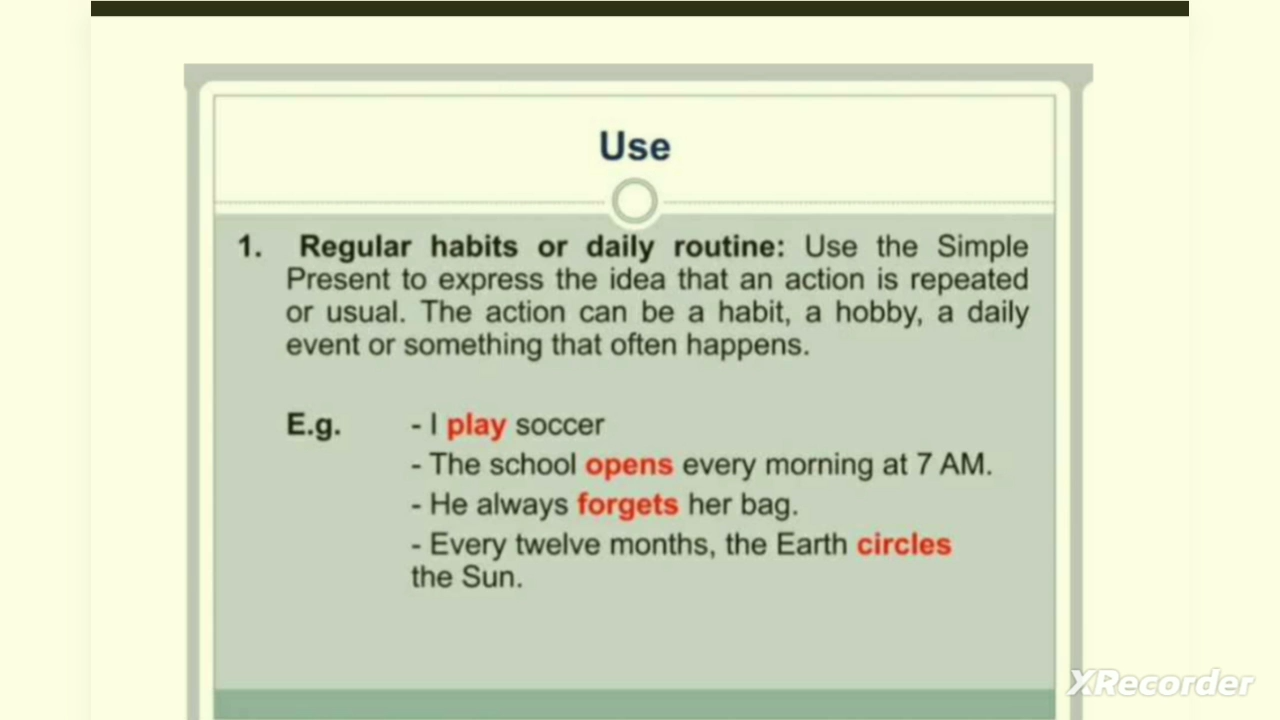 Use
1. Regular habits or daily routine: Use the Simple
Present to express the idea that an action is repeated
or usual. The action can be a habit, a hobby, a daily
event or something that often happens.
E.g. - I play soccer
- The school opens every morning at 7 AM.
- He always forgets her bag.
- Every twelve months, the Earth circles
the Sun.
XRecorder